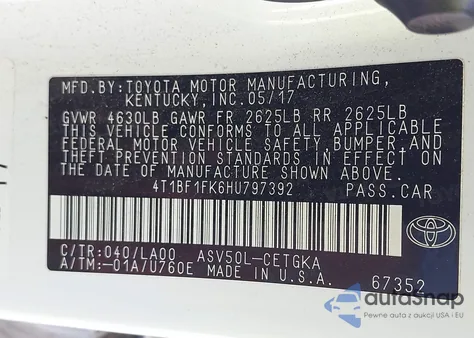 MFD.BY:TOYOTA MOTOR MANUFACTURING,
KENTUCKY,INC.05/17
GVWR 4630LB GAWR FR 2625LB RR 2625LB
THIS VEHICLE CONFORMS TO ALL APPLICABLE
FEDERAL MOTOR VEHICLE SAFETY,BUMPER,AND
THEFT PREVENTION STANDARDS IN EFFECT ON
THE DATE OF MANUFACTURE SHOWN ABOVE.
4T1BF1FK6HU797392 PASS.CAR
C/TR:040/LA00 ASV50L-CETGKA
A/TM:-01A/U760E MADE IN U.S.A.
67352
TOYOTA
autosnap
Portal z aukcjami z USA i EU